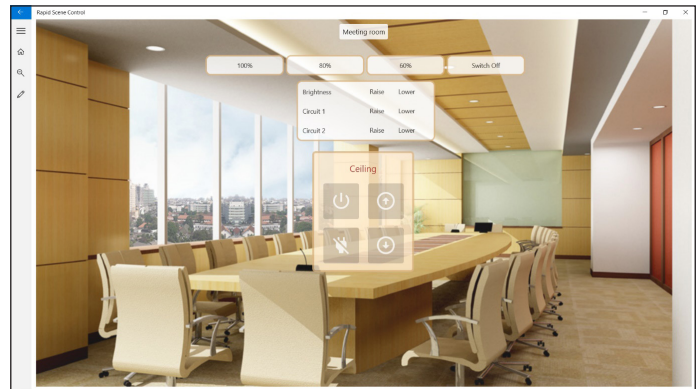 Rapid Scene Control
Meeting room
100% 80% 60% Switch Off
Brightness Raise Lower
Circuit 1 Raise Lower
Circuit 2 Raise Lower
Ceiling